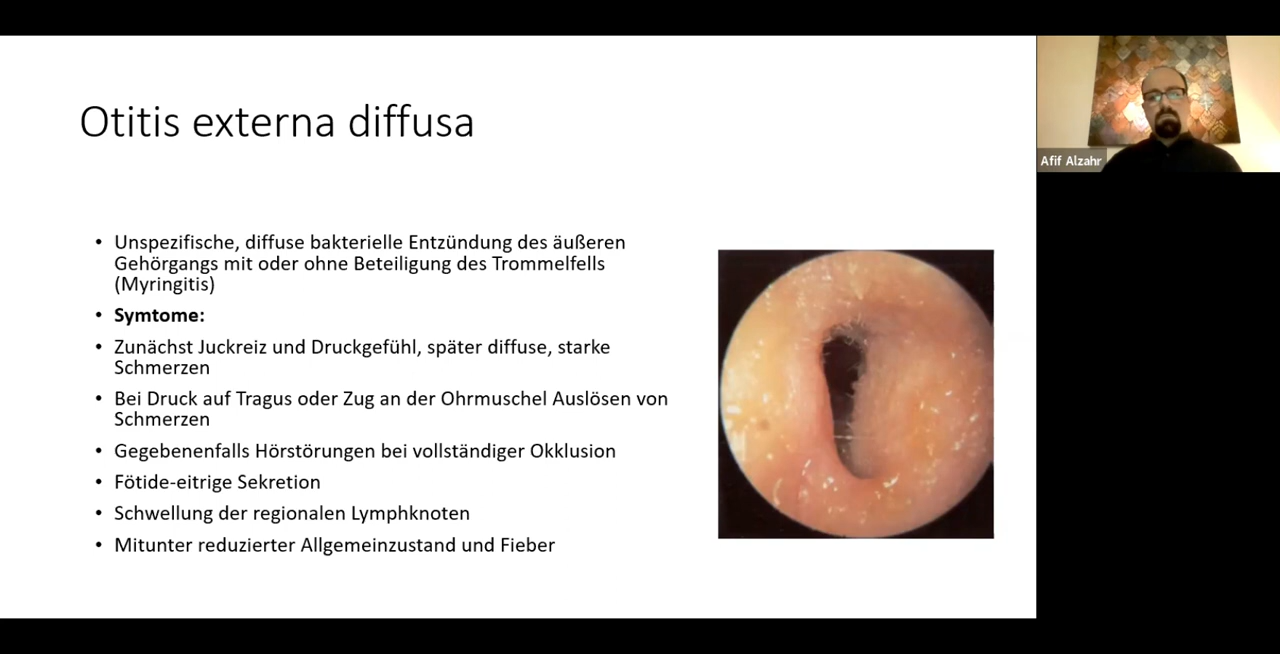 Otitis externa diffusa
• Unspezifische, diffuse bakterielle Entzündung des äußeren
Gehörgangs mit oder ohne Beteiligung des Trommelfells
(Myringitis)
• Symtome:
• Zunächst Juckreiz und Druckgefühl, später diffuse, starke
Schmerzen
• Bei Druck auf Tragus oder Zug an der Ohrmuschel Auslösen von
Schmerzen
• Gegebenenfalls Hörstörungen bei vollständiger Okklusion
• Fötide-eitrige Sekretion
• Schwellung der regionalen Lymphknoten
• Mitunter reduzierter Allgemeinzustand und Fieber
Afif Alzahr